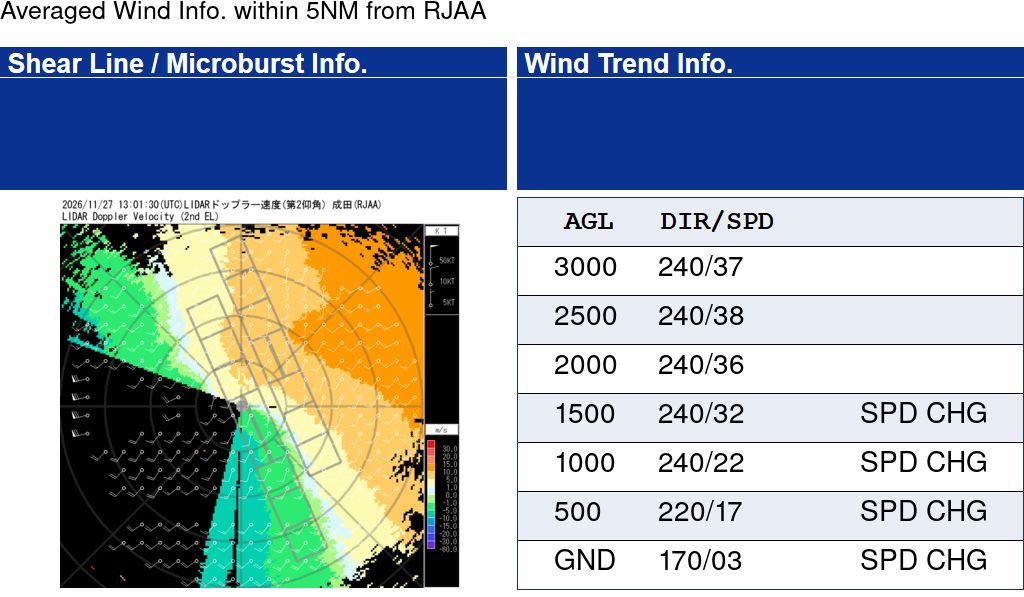 Averaged Wind Info. within 5NM from RJAA
Shear Line / Microburst Info.
Wind Trend Info.
2026/11/27 13:01:30(UTC)LIDARドップラー速度(第2仰角) 成田(RJAA)
LIDAR Doppler Velocity (2nd EL)
K T
50KT
10KT
5KT
m/s
30.0
20.0
15.0
10.0
5.0
1.0
0.0
-1.0
-5.0
-10.0
-15.0
-20.0
-30.0
-60.0
AGL DIR/SPD
3000 240/37
2500 240/38
2000 240/36
1500 240/32 SPD CHG
1000 240/22 SPD CHG
500 220/17 SPD CHG
GND 170/03 SPD CHG